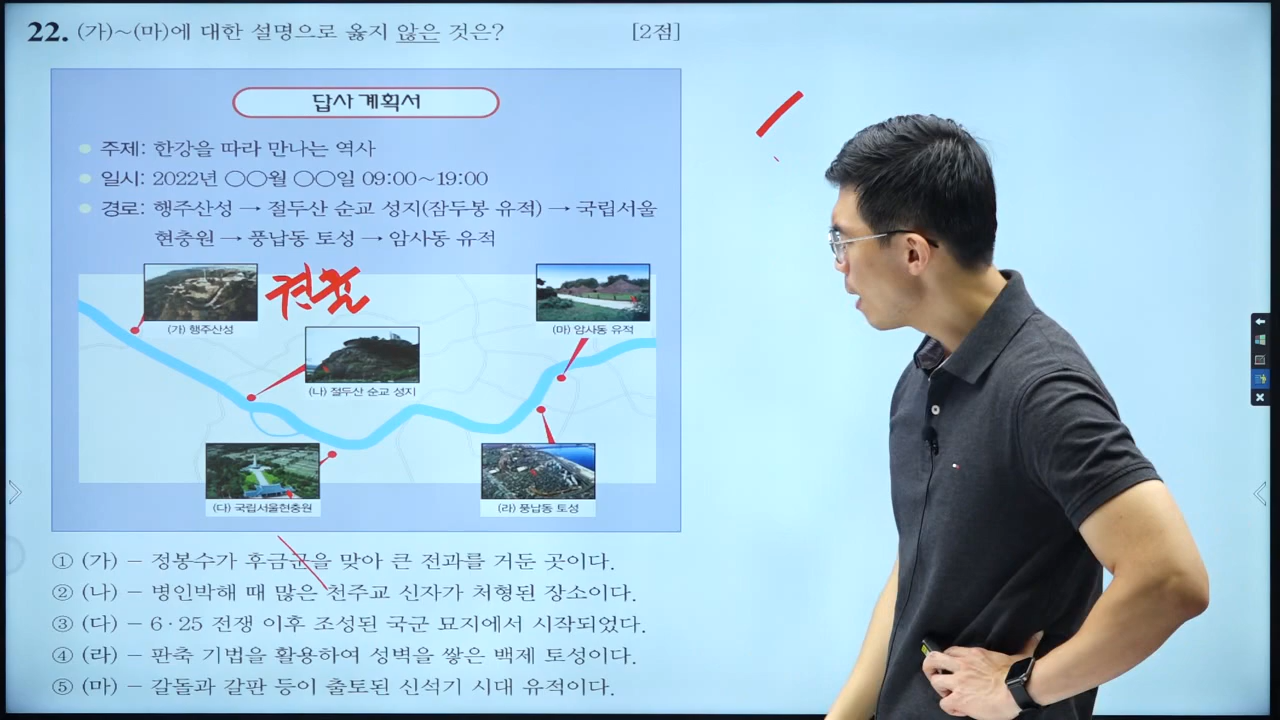 22. (가)~(마)에 대한 설명으로 옳지 않은 것은? [2점]
답사 계획서
주제: 한강을 따라 만나는 역사
일시: 2022년 ○○월 ○○일 09:00~19:00
경로: 행주산성 → 절두산 순교 성지(잠두봉 유적) → 국립서울
현충원 → 풍납동 토성 → 암사동 유적
권율
(가) 행주산성
(마) 암사동 유적
(나) 절두산 순교 성지
(다) 국립서울현충원
(라) 풍납동 토성
① (가) - 정봉수가 후금군을 맞아 큰 전과를 거둔 곳이다.
② (나) - 병인박해 때 많은 천주교 신자가 처형된 장소이다.
③ (다) - 6·25 전쟁 이후 조성된 국군 묘지에서 시작되었다.
④ (라) - 판축 기법을 활용하여 성벽을 쌓은 백제 토성이다.
⑤ (마) - 갈돌과 갈판 등이 출토된 신석기 시대 유적이다.